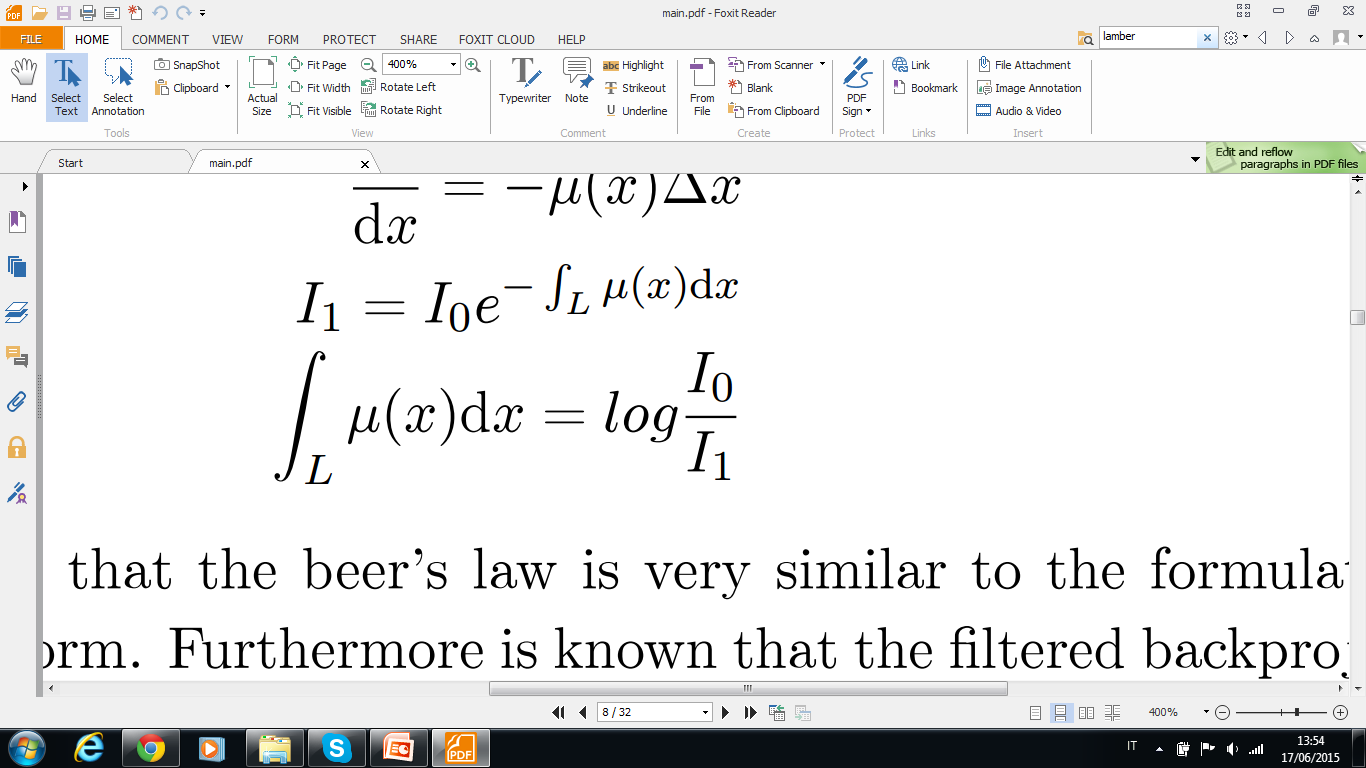 main.pdf - Foxit Reader
FILE HOME COMMENT VIEW FORM PROTECT SHARE FOXIT CLOUD HELP lamber
Hand
Select Text
Select Annotation
SnapShot
Clipboard
Tools
Actual Size
Fit Page
Fit Width
Fit Visible
400%
Rotate Left
Rotate Right
View
Typewriter
Note
abc Highlight
T Strikeout
U Underline
Comment
From File
From Scanner
Blank
From Clipboard
Create
PDF Sign
Protect
Link
Bookmark
Links
File Attachment
Image Annotation
Audio & Video
Insert
Start main.pdf
Edit and reflow
paragraphs in PDF files
dx = −μ(x)Δx
I₁ = I₀e^{−∫_L μ(x)dx}
∫_L μ(x)dx = log I₀/I₁
that the beer's law is very similar to the formula
orm. Furthermore is known that the filtered backpro
8 / 32 400%
IT 13:54
17/06/2015